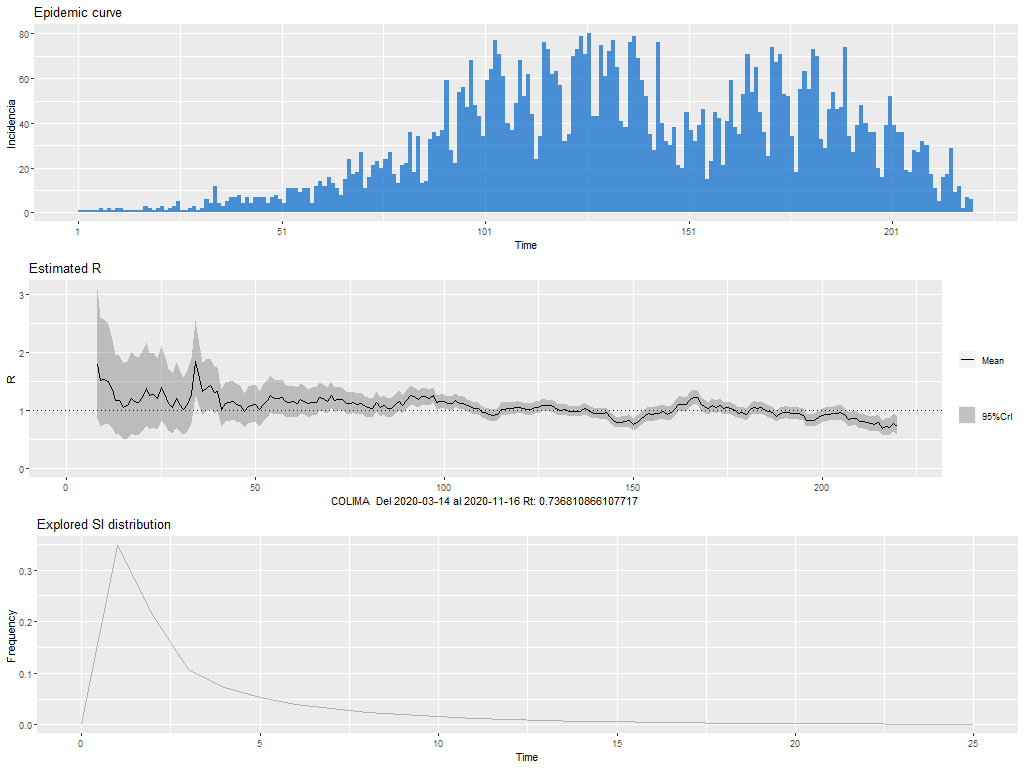 Epidemic curve
80
60
40
20
0
Incidencia
1 51 101 151 201
Time
Estimated R
3
2
1
0
R
Mean
95%CrI
0 50 100 150 200
COLIMA Del 2020-03-14 al 2020-11-16 Rt: 0.736810866107717
Explored SI distribution
0.3
0.2
0.1
0.0
Frequency
0 5 10 15 20 25
Time